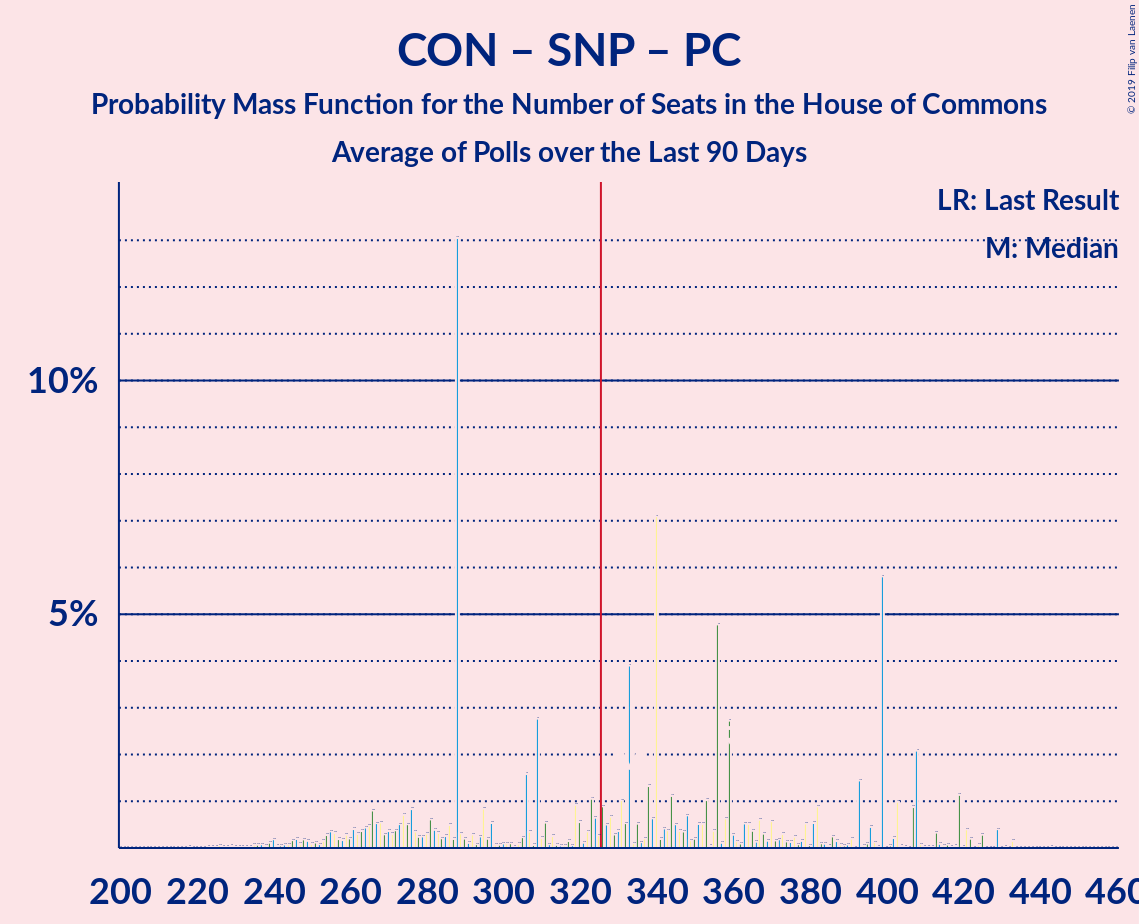 CON – SNP – PC
Probability Mass Function for the Number of Seats in the House of Commons
Average of Polls over the Last 90 Days
© 2019 Filip van Laenen
LR: Last Result
M: Median
10%
5%
200 220 240 260 280 300 320 340 360 380 400 420 440 460